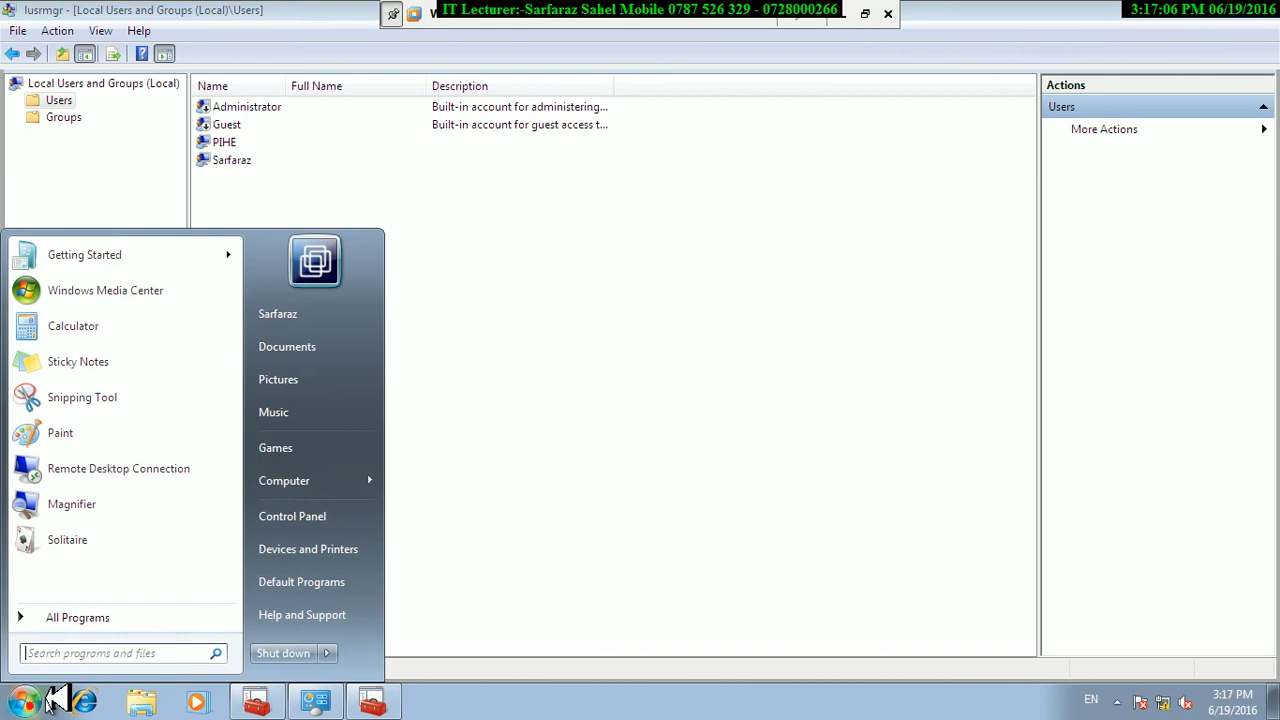 lusrmgr - [Local Users and Groups (Local)\Users]
IT Lecturer:-Sarfaraz Sahel Mobile 0787 526 329 - 0728000266
3:17:06 PM 06/19/2016
File Action View Help
Local Users and Groups (Local)
Users
Groups
Name Full Name Description
Administrator Built-in account for administering...
Guest Built-in account for guest access t...
PIHE
Sarfaraz
Actions
Users
More Actions
Getting Started
Windows Media Center
Calculator
Sticky Notes
Snipping Tool
Paint
Remote Desktop Connection
Magnifier
Solitaire
All Programs
Search programs and files
Sarfaraz
Documents
Pictures
Music
Games
Computer
Control Panel
Devices and Printers
Default Programs
Help and Support
Shut down
EN
3:17 PM
6/19/2016